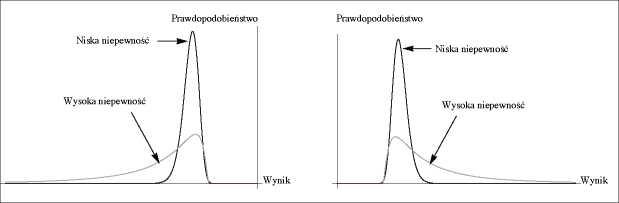 Prawdopodobieństwo
Niska niepewność
Wysoka niepewność
Wynik
Prawdopodobieństwo
Niska niepewność
Wysoka niepewność
Wynik